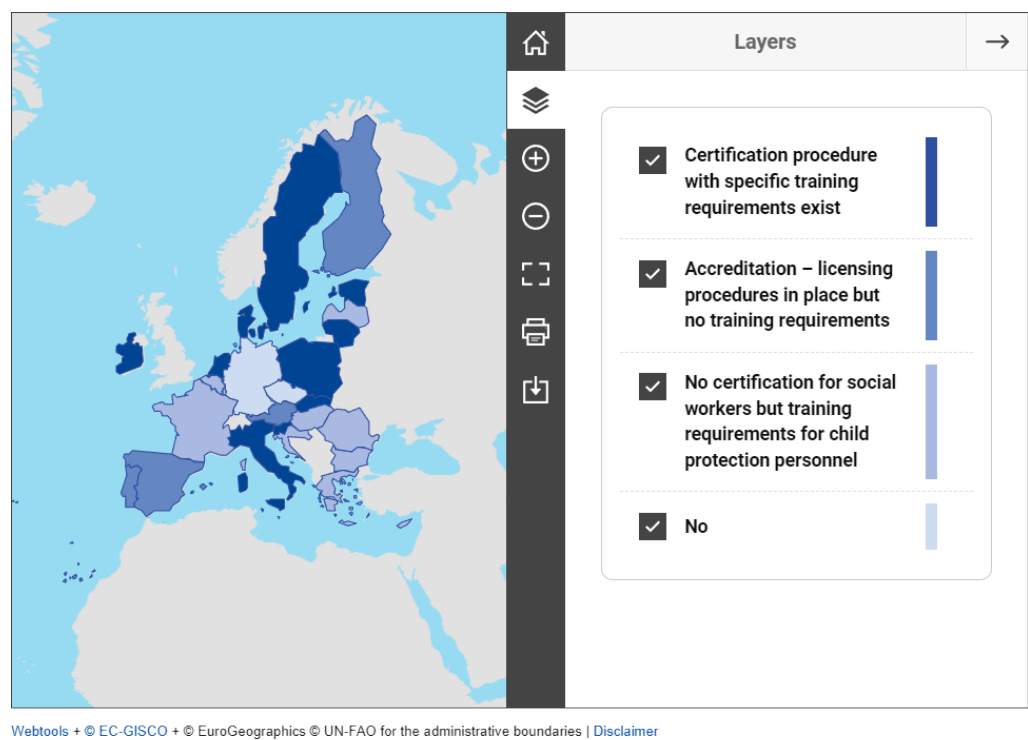 Layers
Certification procedure
with specific training
requirements exist
Accreditation – licensing
procedures in place but
no training requirements
No certification for social
workers but training
requirements for child
protection personnel
No
Webtools + © EC-GISCO + © EuroGeographics © UN-FAO for the administrative boundaries | Disclaimer